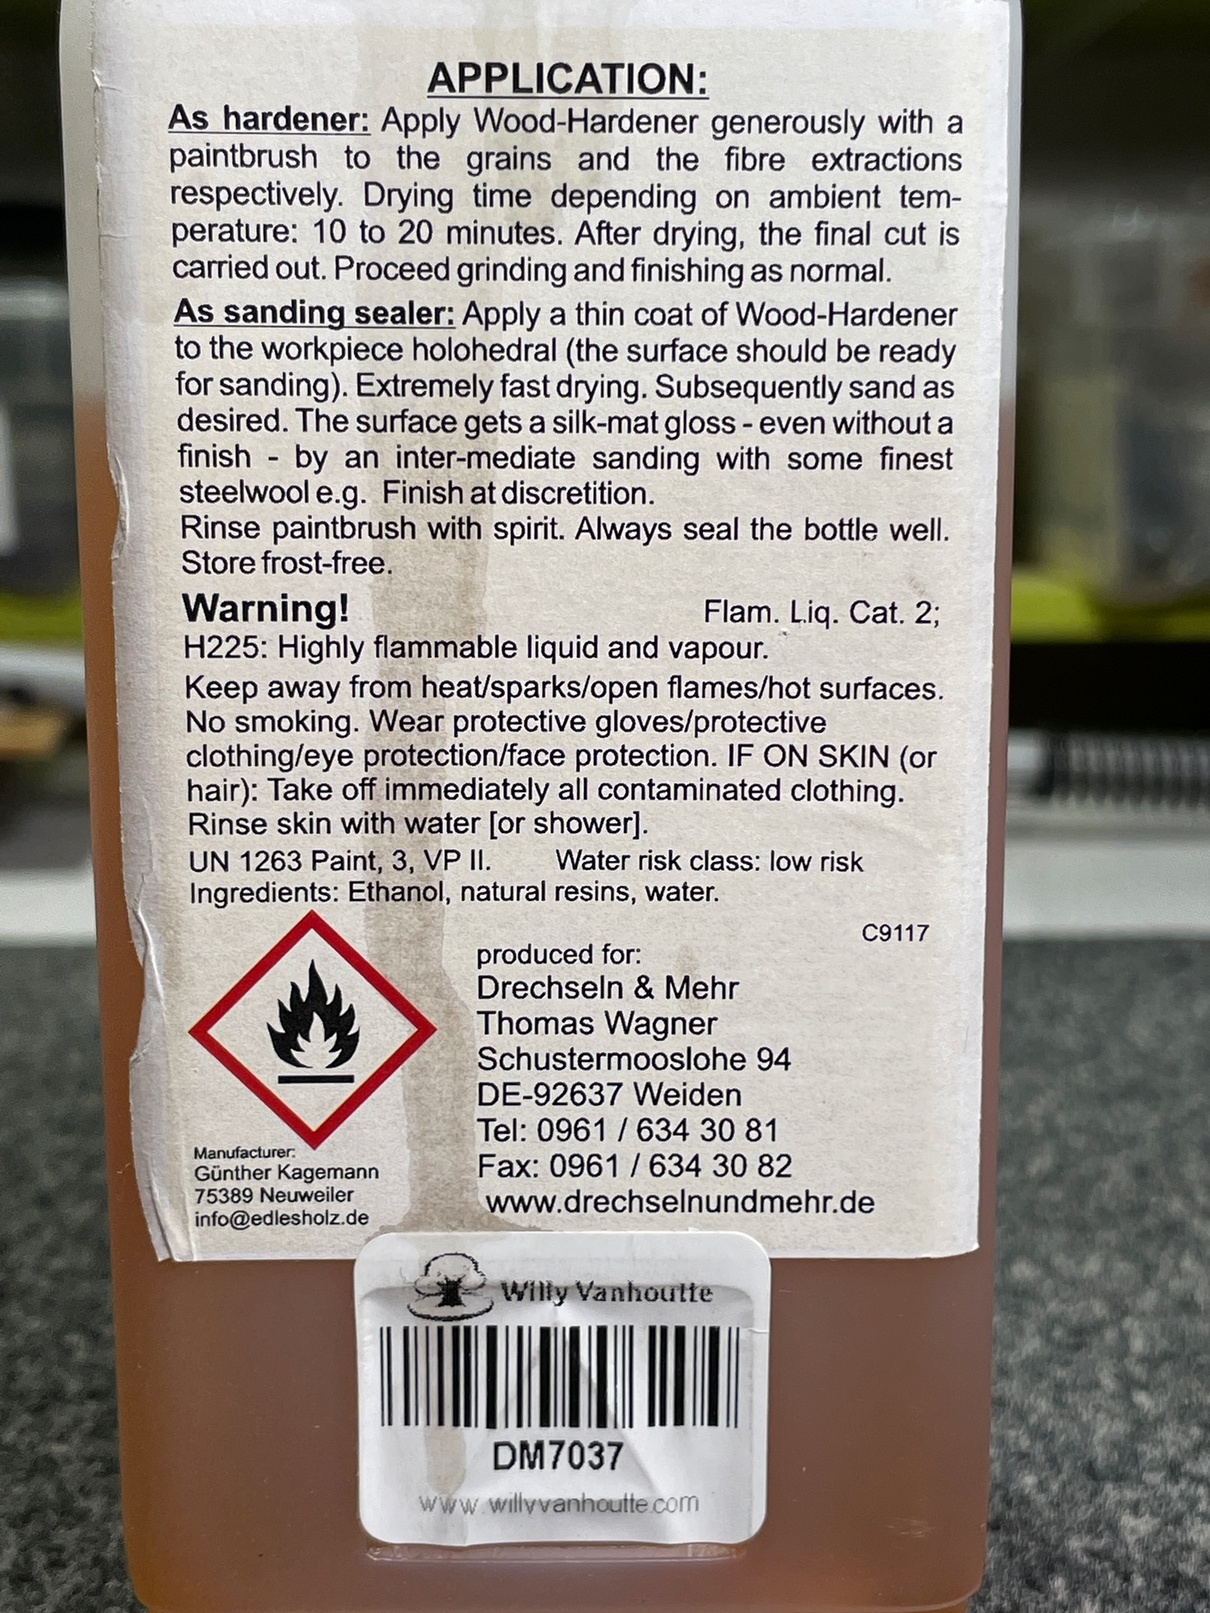 APPLICATION:
As hardener: Apply Wood-Hardener generously with a
paintbrush to the grains and the fibre extractions
respectively. Drying time depending on ambient tem-
perature: 10 to 20 minutes. After drying, the final cut is
carried out. Proceed grinding and finishing as normal.
As sanding sealer: Apply a thin coat of Wood-Hardener
to the workpiece holohedral (the surface should be ready
for sanding). Extremely fast drying. Subsequently sand as
desired. The surface gets a silk-mat gloss - even without a
finish - by an inter-mediate sanding with some finest
steelwool e.g. Finish at discretition.
Rinse paintbrush with spirit. Always seal the bottle well.
Store frost-free.
Warning! Flam. Liq. Cat. 2;
H225: Highly flammable liquid and vapour.
Keep away from heat/sparks/open flames/hot surfaces.
No smoking. Wear protective gloves/protective
clothing/eye protection/face protection. IF ON SKIN (or
hair): Take off immediately all contaminated clothing.
Rinse skin with water [or shower].
UN 1263 Paint, 3, VP II. Water risk class: low risk
Ingredients: Ethanol, natural resins, water.
C9117
produced for:
Drechseln & Mehr
Thomas Wagner
Schustermooslohe 94
DE-92637 Weiden
Tel: 0961 / 634 30 81
Fax: 0961 / 634 30 82
www.drechselnundmehr.de
Manufacturer:
Günther Kagemann
75389 Neuweiler
info@edlesholz.de
Willy Vanhoutte
DM7037
www.willyvanhoutte.com